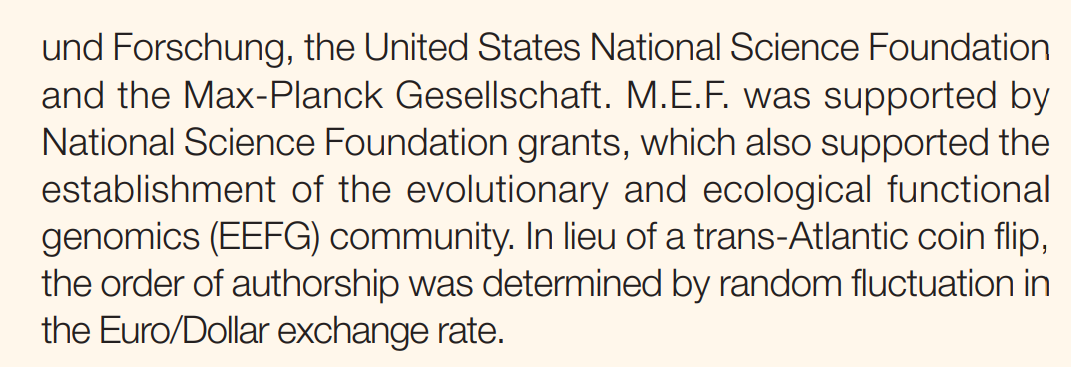 und Forschung, the United States National Science Foundation
and the Max-Planck Gesellschaft. M.E.F. was supported by
National Science Foundation grants, which also supported the
establishment of the evolutionary and ecological functional
genomics (EEFG) community. In lieu of a trans-Atlantic coin flip,
the order of authorship was determined by random fluctuation in
the Euro/Dollar exchange rate.